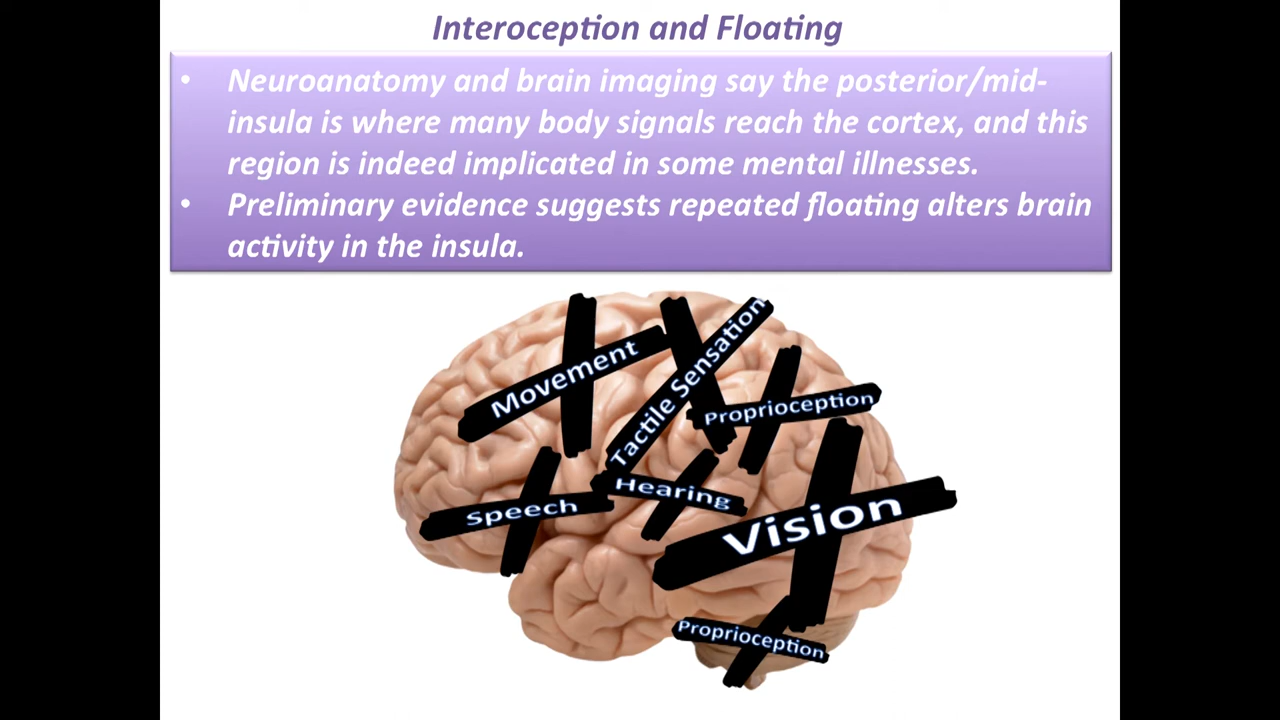 Interoception and Floating
• Neuroanatomy and brain imaging say the posterior/mid-
insula is where many body signals reach the cortex, and this
region is indeed implicated in some mental illnesses.
• Preliminary evidence suggests repeated floating alters brain
activity in the insula.
Movement
Tactile Sensation
Proprioception
Hearing
Speech
Vision
Proprioception